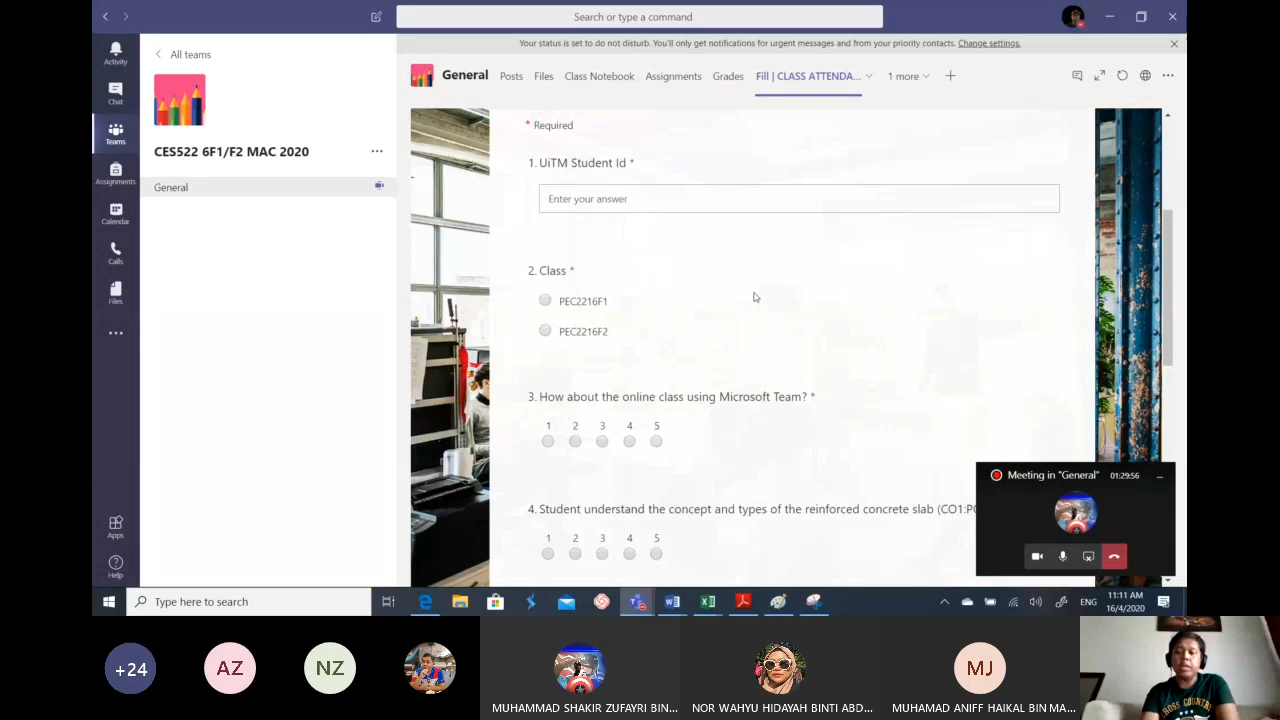 Search or type a command
Your status is set to do not disturb. You'll only get notifications for urgent messages and from your priority contacts. Change settings.
Activity
Chat
Teams
Assignments
Calendar
Calls
Files
Apps
Help
All teams
CES522 6F1/F2 MAC 2020
General
General
Posts
Files
Class Notebook
Assignments
Grades
Fill | CLASS ATTENDA...
1 more
* Required
1. UiTM Student Id *
Enter your answer
2. Class *
PEC2216F1
PEC2216F2
3. How about the online class using Microsoft Team? *
1 2 3 4 5
4. Student understand the concept and types of the reinforced concrete slab (CO1:PO
1 2 3 4 5
Meeting in "General" 01:29:56
Type here to search
ENG
11:11 AM
16/4/2020
+24
AZ
NZ
MJ
MUHAMMAD SHAKIR ZUFAYRI BIN...
NOR WAHYU HIDAYAH BINTI ABD...
MUHAMAD ANIFF HAIKAL BIN MA...
CROSS COUNTRY